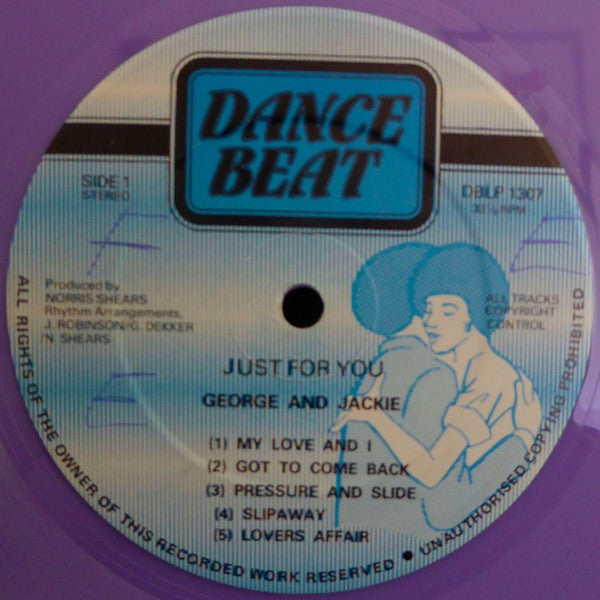 DANCE
BEAT
SIDE 1
STEREO
DBLP 1307
33⅓ RPM
Produced by
NORRIS SHEARS
Rhythm Arrangements,
J. ROBINSON/G. DEKKER
/N. SHEARS
ALL TRACKS
COPYRIGHT
CONTROL
JUST FOR YOU
GEORGE AND JACKIE
(1) MY LOVE AND I
(2) GOT TO COME BACK
(3) PRESSURE AND SLIDE
(4) SLIPAWAY
(5) LOVERS AFFAIR
ALL RIGHTS OF THE OWNER OF THIS RECORDED WORK RESERVED ● UNAUTHORISED COPYING PROHIBITED